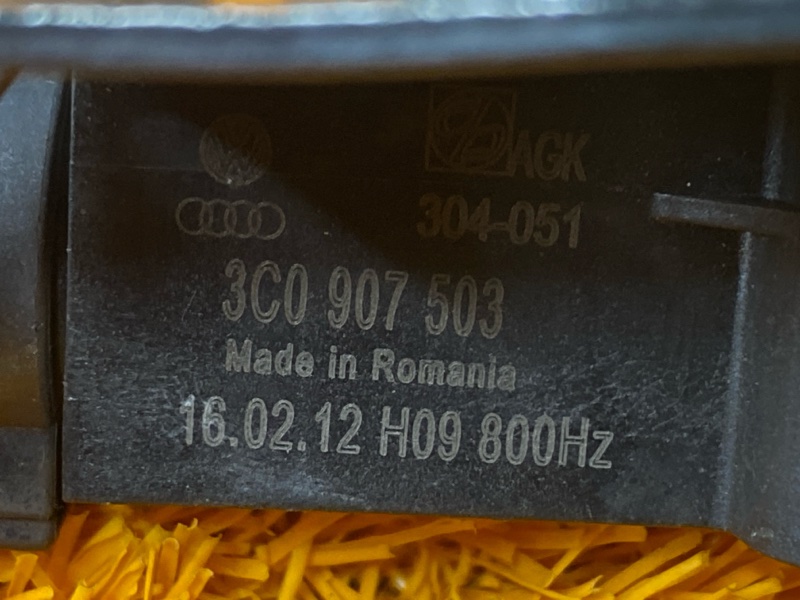 AGK
304-051
3C0 907 503
Made in Romania
16.02.12 H09 800Hz